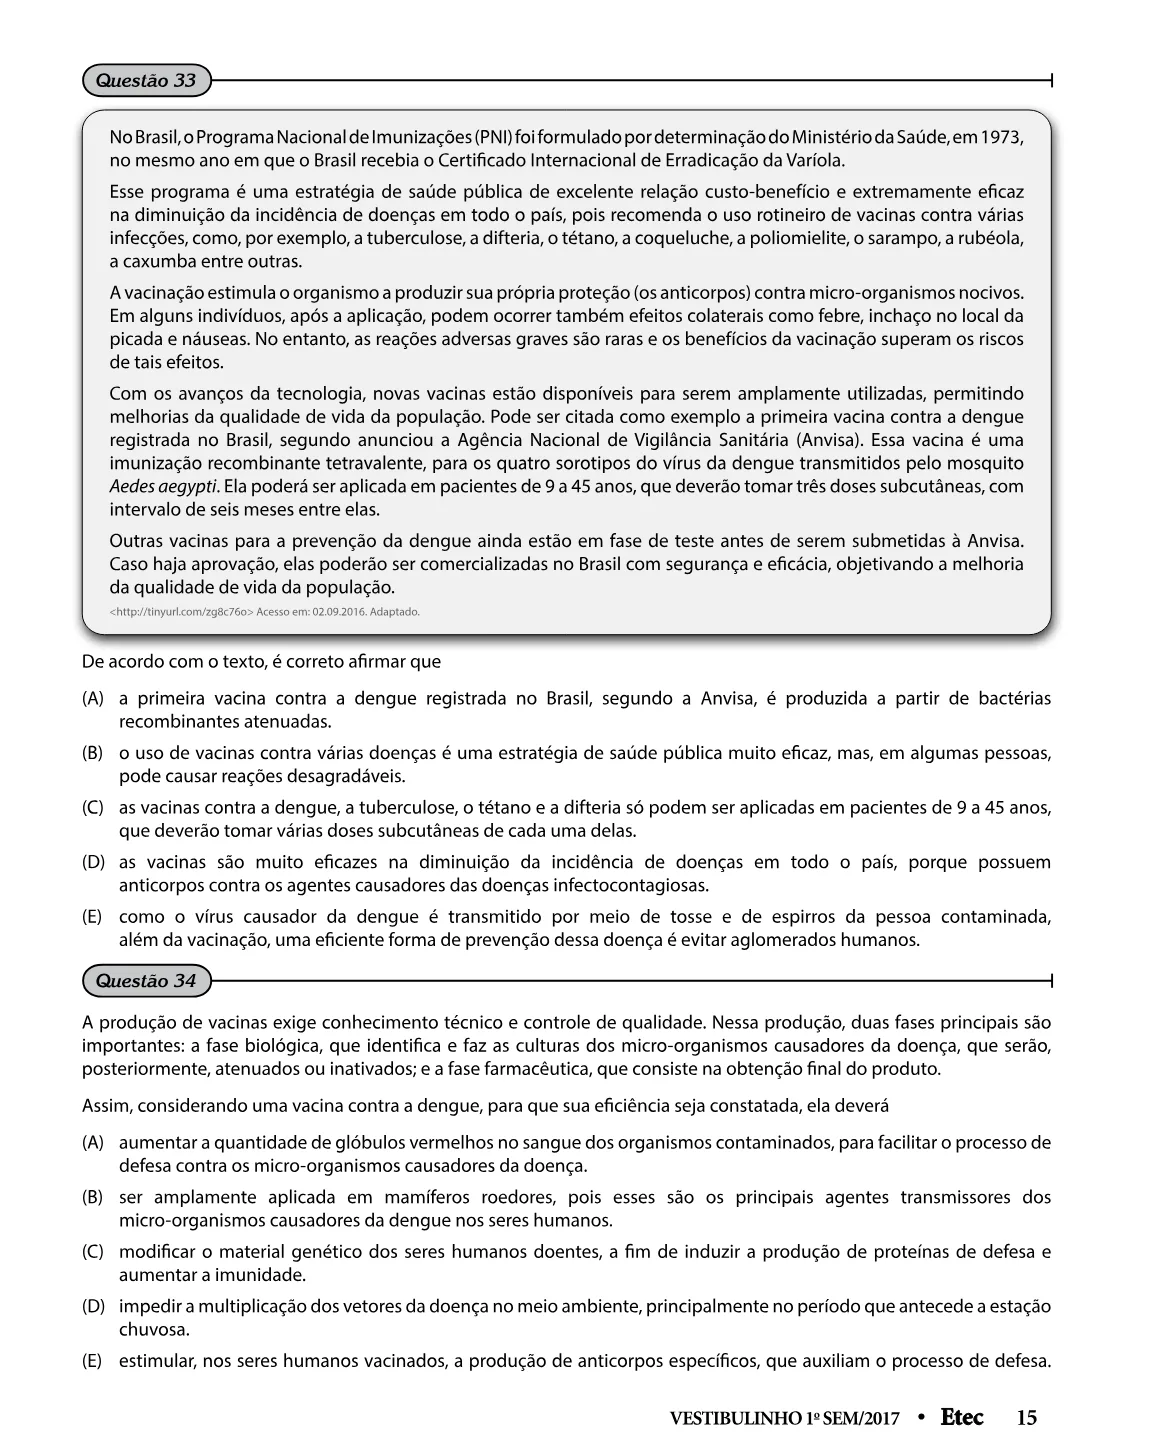 Questão 33
No Brasil, o Programa Nacional de Imunizações (PNI) foi formulado por determinação do Ministério da Saúde, em 1973,
no mesmo ano em que o Brasil recebia o Certificado Internacional de Erradicação da Varíola.
Esse programa é uma estratégia de saúde pública de excelente relação custo-benefício e extremamente eficaz
na diminuição da incidência de doenças em todo o país, pois recomenda o uso rotineiro de vacinas contra várias
infecções, como, por exemplo, a tuberculose, a difteria, o tétano, a coqueluche, a poliomielite, o sarampo, a rubéola,
a caxumba entre outras.
A vacinação estimula o organismo a produzir sua própria proteção (os anticorpos) contra micro-organismos nocivos.
Em alguns indivíduos, após a aplicação, podem ocorrer também efeitos colaterais como febre, inchaço no local da
picada e náuseas. No entanto, as reações adversas graves são raras e os benefícios da vacinação superam os riscos
de tais efeitos.
Com os avanços da tecnologia, novas vacinas estão disponíveis para serem amplamente utilizadas, permitindo
melhorias da qualidade de vida da população. Pode ser citada como exemplo a primeira vacina contra a dengue
registrada no Brasil, segundo anunciou a Agência Nacional de Vigilância Sanitária (Anvisa). Essa vacina é uma
imunização recombinante tetravalente, para os quatro sorotipos do vírus da dengue transmitidos pelo mosquito
Aedes aegypti. Ela poderá ser aplicada em pacientes de 9 a 45 anos, que deverão tomar três doses subcutâneas, com
intervalo de seis meses entre elas.
Outras vacinas para a prevenção da dengue ainda estão em fase de teste antes de serem submetidas à Anvisa.
Caso haja aprovação, elas poderão ser comercializadas no Brasil com segurança e eficácia, objetivando a melhoria
da qualidade de vida da população.
<http://tinyurl.com/zg8c76o> Acesso em: 02.09.2016. Adaptado.
De acordo com o texto, é correto afirmar que
(A) a primeira vacina contra a dengue registrada no Brasil, segundo a Anvisa, é produzida a partir de bactérias
recombinantes atenuadas.
(B) o uso de vacinas contra várias doenças é uma estratégia de saúde pública muito eficaz, mas, em algumas pessoas,
pode causar reações desagradáveis.
(C) as vacinas contra a dengue, a tuberculose, o tétano e a difteria só podem ser aplicadas em pacientes de 9 a 45 anos,
que deverão tomar várias doses subcutâneas de cada uma delas.
(D) as vacinas são muito eficazes na diminuição da incidência de doenças em todo o país, porque possuem
anticorpos contra os agentes causadores das doenças infectocontagiosas.
(E) como o vírus causador da dengue é transmitido por meio de tosse e de espirros da pessoa contaminada,
além da vacinação, uma eficiente forma de prevenção dessa doença é evitar aglomerados humanos.
Questão 34
A produção de vacinas exige conhecimento técnico e controle de qualidade. Nessa produção, duas fases principais são
importantes: a fase biológica, que identifica e faz as culturas dos micro-organismos causadores da doença, que serão,
posteriormente, atenuados ou inativados; e a fase farmacêutica, que consiste na obtenção final do produto.
Assim, considerando uma vacina contra a dengue, para que sua eficiência seja constatada, ela deverá
(A) aumentar a quantidade de glóbulos vermelhos no sangue dos organismos contaminados, para facilitar o processo de
defesa contra os micro-organismos causadores da doença.
(B) ser amplamente aplicada em mamíferos roedores, pois esses são os principais agentes transmissores dos
micro-organismos causadores da dengue nos seres humanos.
(C) modificar o material genético dos seres humanos doentes, a fim de induzir a produção de proteínas de defesa e
aumentar a imunidade.
(D) impedir a multiplicação dos vetores da doença no meio ambiente, principalmente no período que antecede a estação
chuvosa.
(E) estimular, nos seres humanos vacinados, a produção de anticorpos específicos, que auxiliam o processo de defesa.
VESTIBULINHO 1º SEM/2017 • Etec 15